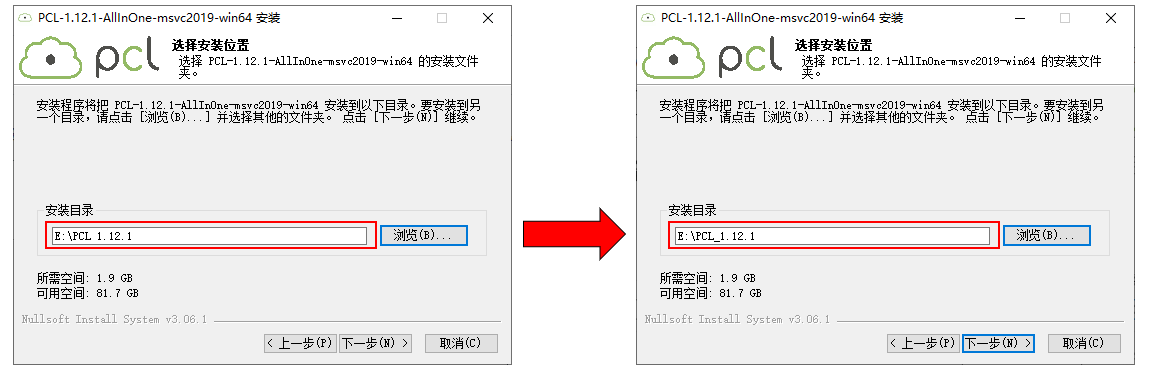 PCL-1.12.1-AllInOne-msvc2019-win64 安装
pcl
选择安装位置
选择 PCL-1.12.1-AllInOne-msvc2019-win64 的安装文件
夹。
安装程序将把 PCL-1.12.1-AllInOne-msvc2019-win64 安装到以下目录。要安装到另
一个目录，请点击 [浏览(B)...] 并选择其他的文件夹。 点击 [下一步(N)] 继续。
安装目录
E:\PCL 1.12.1
浏览(B)...
所需空间: 1.9 GB
可用空间: 81.7 GB
Nullsoft Install System v3.06.1
< 上一步(P)
下一步(N) >
取消(C)
PCL-1.12.1-AllInOne-msvc2019-win64 安装
pcl
选择安装位置
选择 PCL-1.12.1-AllInOne-msvc2019-win64 的安装文件
夹。
安装程序将把 PCL-1.12.1-AllInOne-msvc2019-win64 安装到以下目录。要安装到另
一个目录，请点击 [浏览(B)...] 并选择其他的文件夹。 点击 [下一步(N)] 继续。
安装目录
E:\PCL_1.12.1
浏览(B)...
所需空间: 1.9 GB
可用空间: 81.7 GB
Nullsoft Install System v3.06.1
< 上一步(P)
下一步(N) >
取消(C)